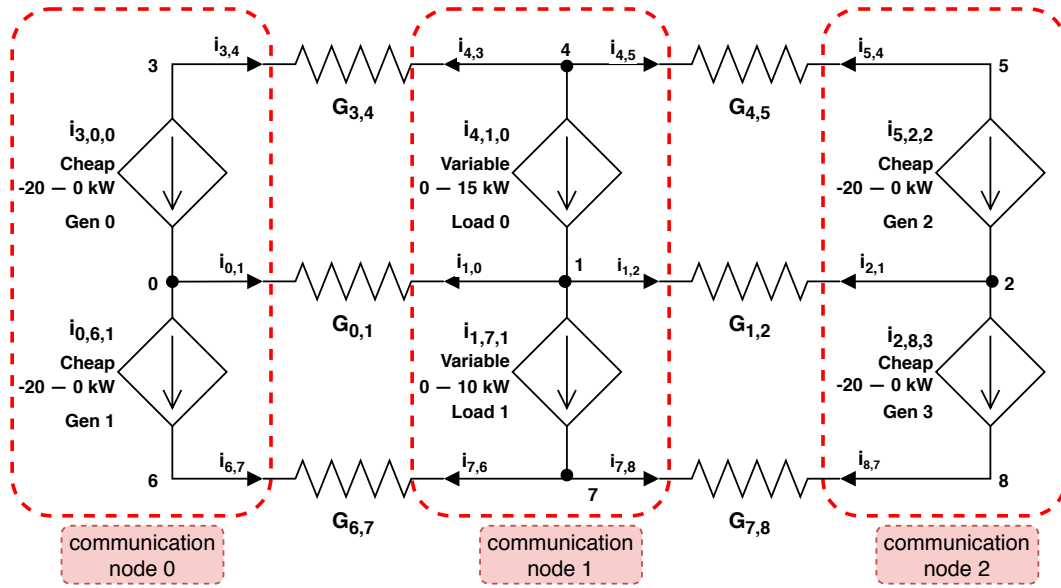 3
i3,4
i4,3
4
i4,5
i5,4
5
G3,4
G4,5
i3,0,0
Cheap
-20 — 0 kW
Gen 0
i4,1,0
Variable
0 — 15 kW
Load 0
i5,2,2
Cheap
-20 — 0 kW
Gen 2
0
i0,1
i1,0
1
i1,2
i2,1
2
G0,1
G1,2
i0,6,1
Cheap
-20 — 0 kW
Gen 1
i1,7,1
Variable
0 — 10 kW
Load 1
i2,8,3
Cheap
-20 — 0 kW
Gen 3
6
i6,7
i7,6
7
i7,8
i8,7
8
G6,7
G7,8
communication
node 0
communication
node 1
communication
node 2